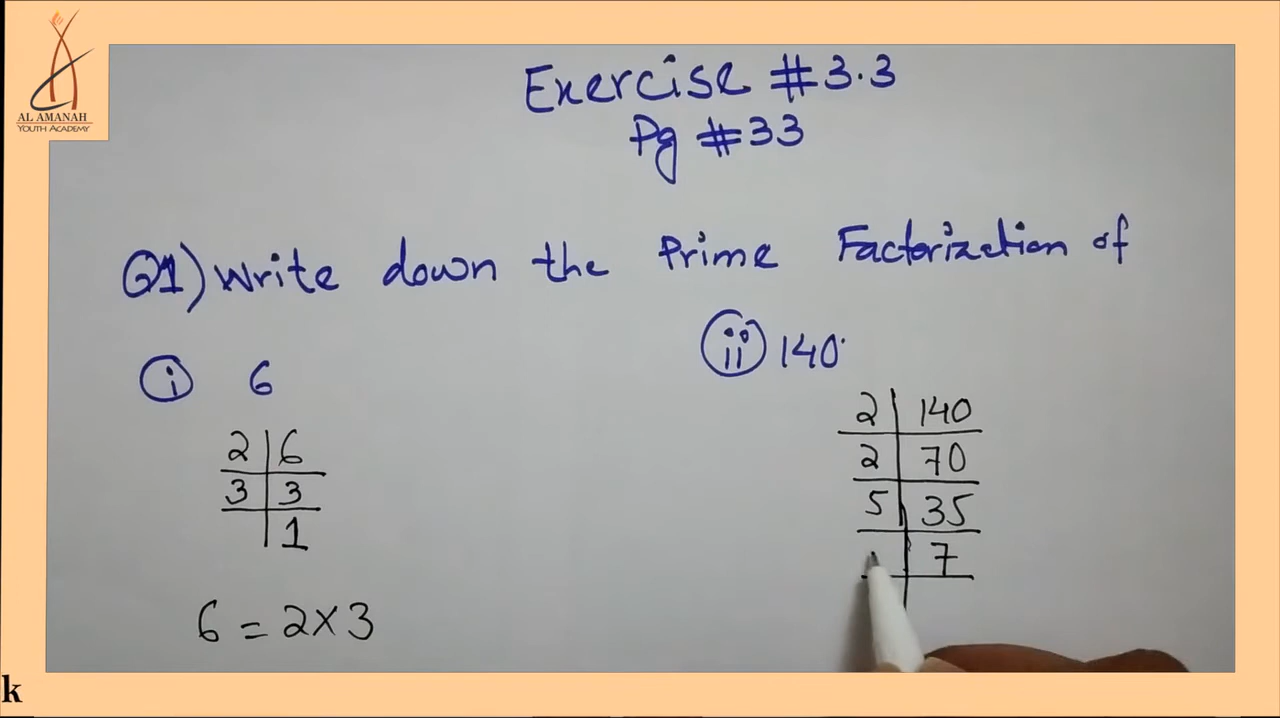 AL AMANAH
YOUTH ACADEMY
Exercise #3.3
Pg #33
Q1) Write down the Prime Factorization of
i 6
2 6
3 3
1
6 = 2×3
ii 140
2 140
2 70
5 35
7
k